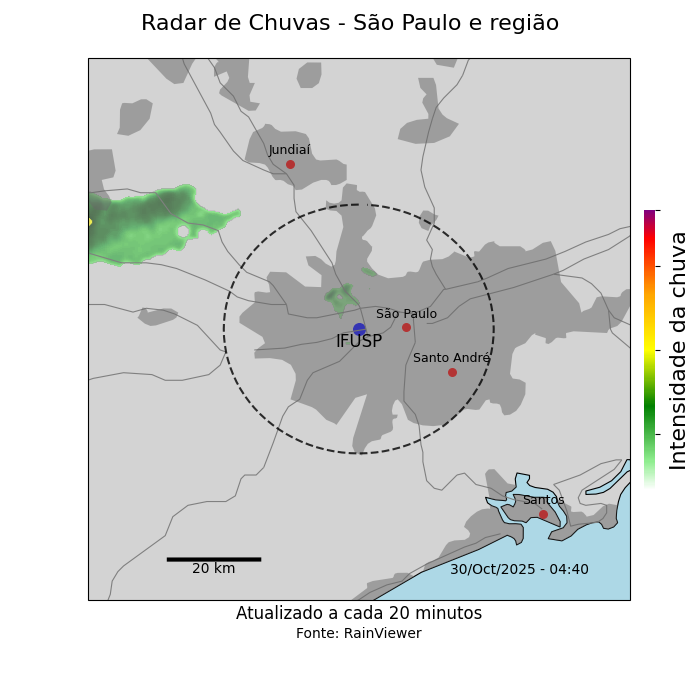 Radar de Chuvas - São Paulo e região
Jundiaí
São Paulo
IFUSP
Santo André
Santos
20 km
30/Oct/2025 - 04:40
Intensidade da chuva
Atualizado a cada 20 minutos
Fonte: RainViewer